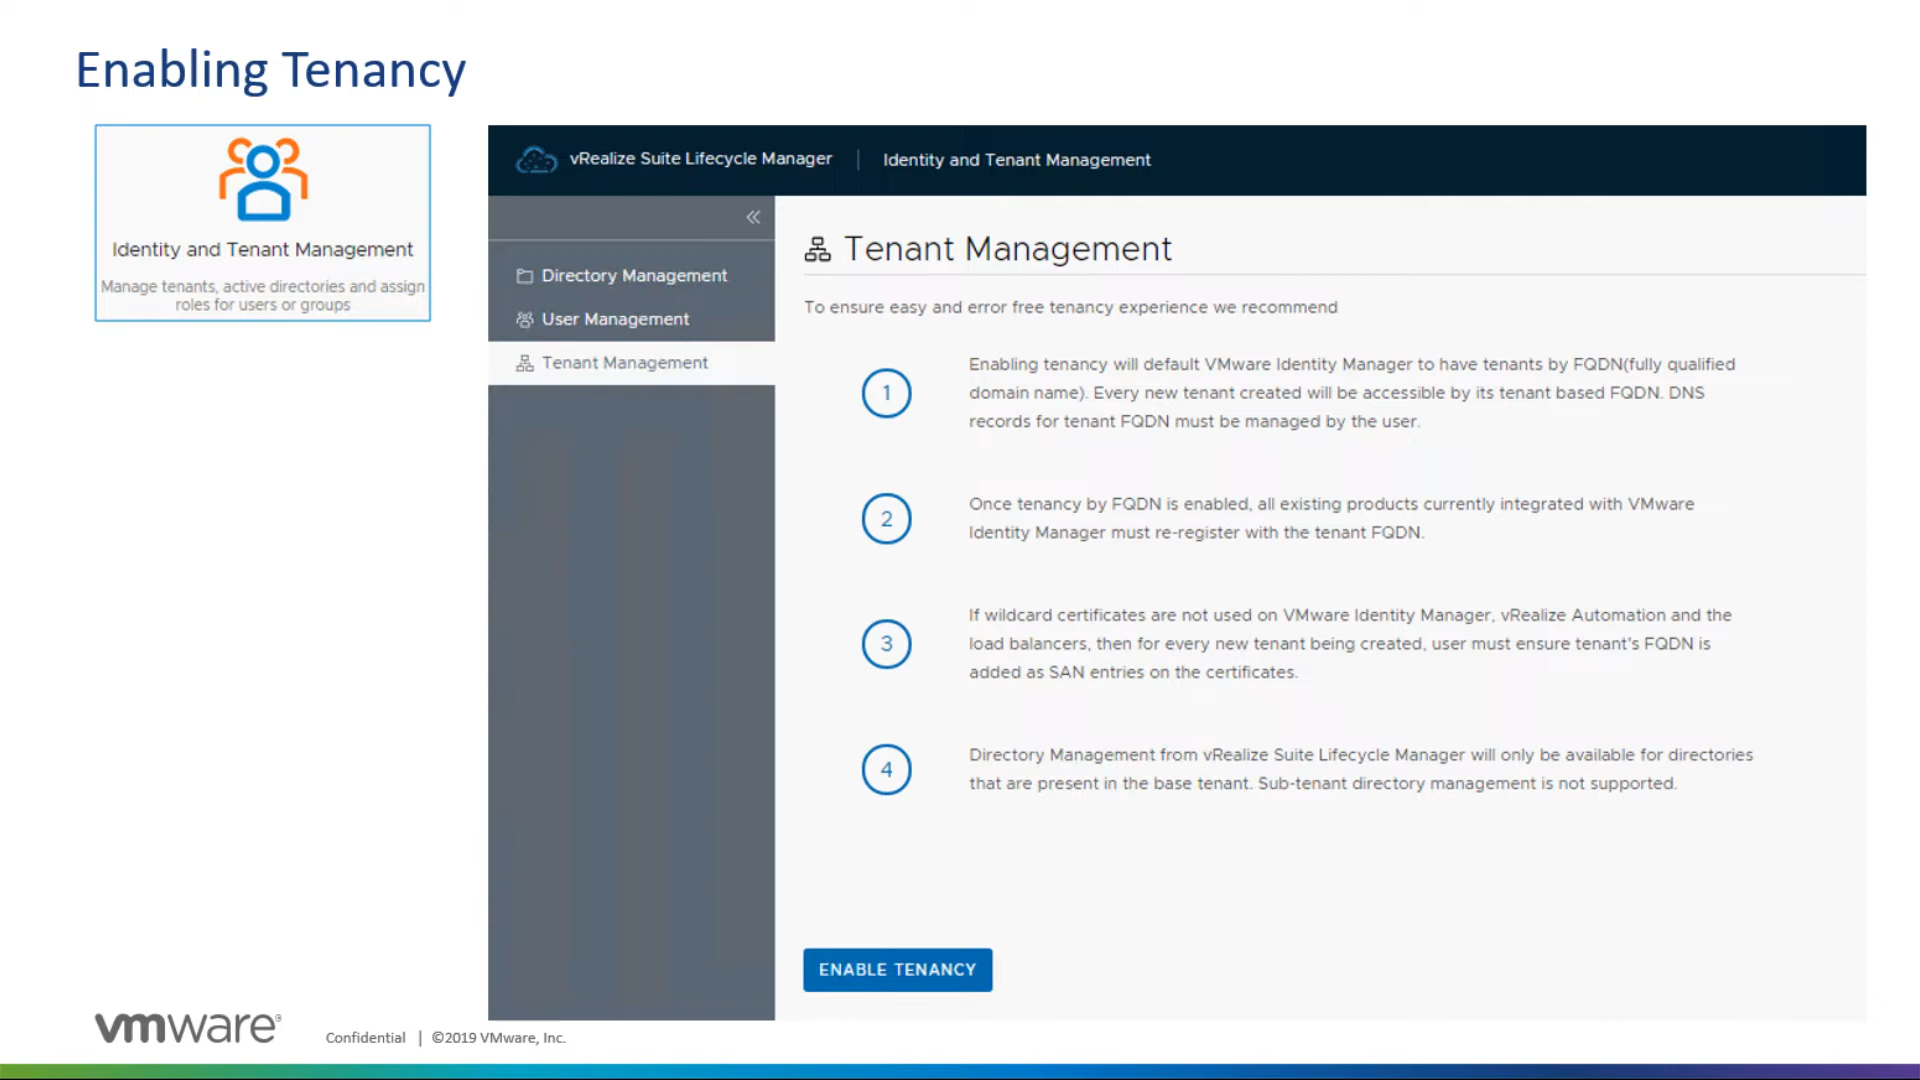 Enabling Tenancy
Identity and Tenant Management
Manage tenants, active directories and assign
roles for users or groups
vRealize Suite Lifecycle Manager | Identity and Tenant Management
Directory Management
User Management
Tenant Management
Tenant Management
To ensure easy and error free tenancy experience we recommend
1
Enabling tenancy will default VMware Identity Manager to have tenants by FQDN(fully qualified
domain name). Every new tenant created will be accessible by its tenant based FQDN. DNS
records for tenant FQDN must be managed by the user.
2
Once tenancy by FQDN is enabled, all existing products currently integrated with VMware
Identity Manager must re-register with the tenant FQDN.
3
If wildcard certificates are not used on VMware Identity Manager, vRealize Automation and the
load balancers, then for every new tenant being created, user must ensure tenant's FQDN is
added as SAN entries on the certificates.
4
Directory Management from vRealize Suite Lifecycle Manager will only be available for directories
that are present in the base tenant. Sub-tenant directory management is not supported.
ENABLE TENANCY
vmware®
Confidential | ©2019 VMware, Inc.